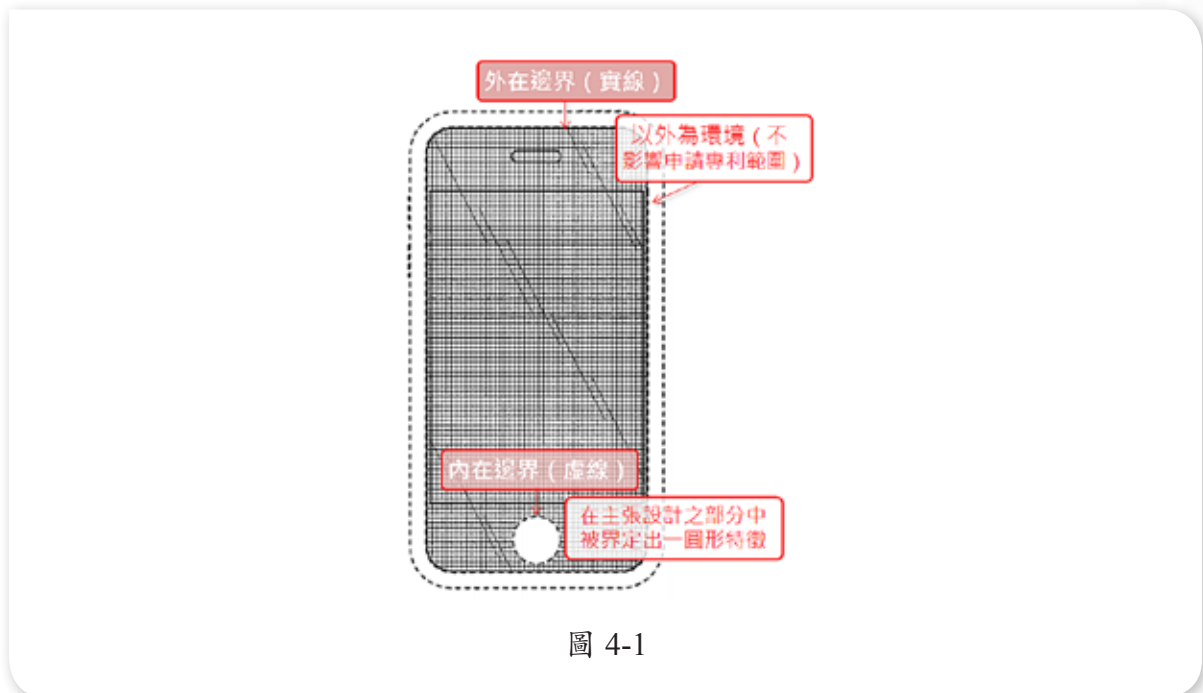 外在邊界（實線）
以外為環境（不
影響申請專利範圍）
內在邊界（虛線）
在主張設計之部分中
被界定出一圓形特徵
圖 4-1